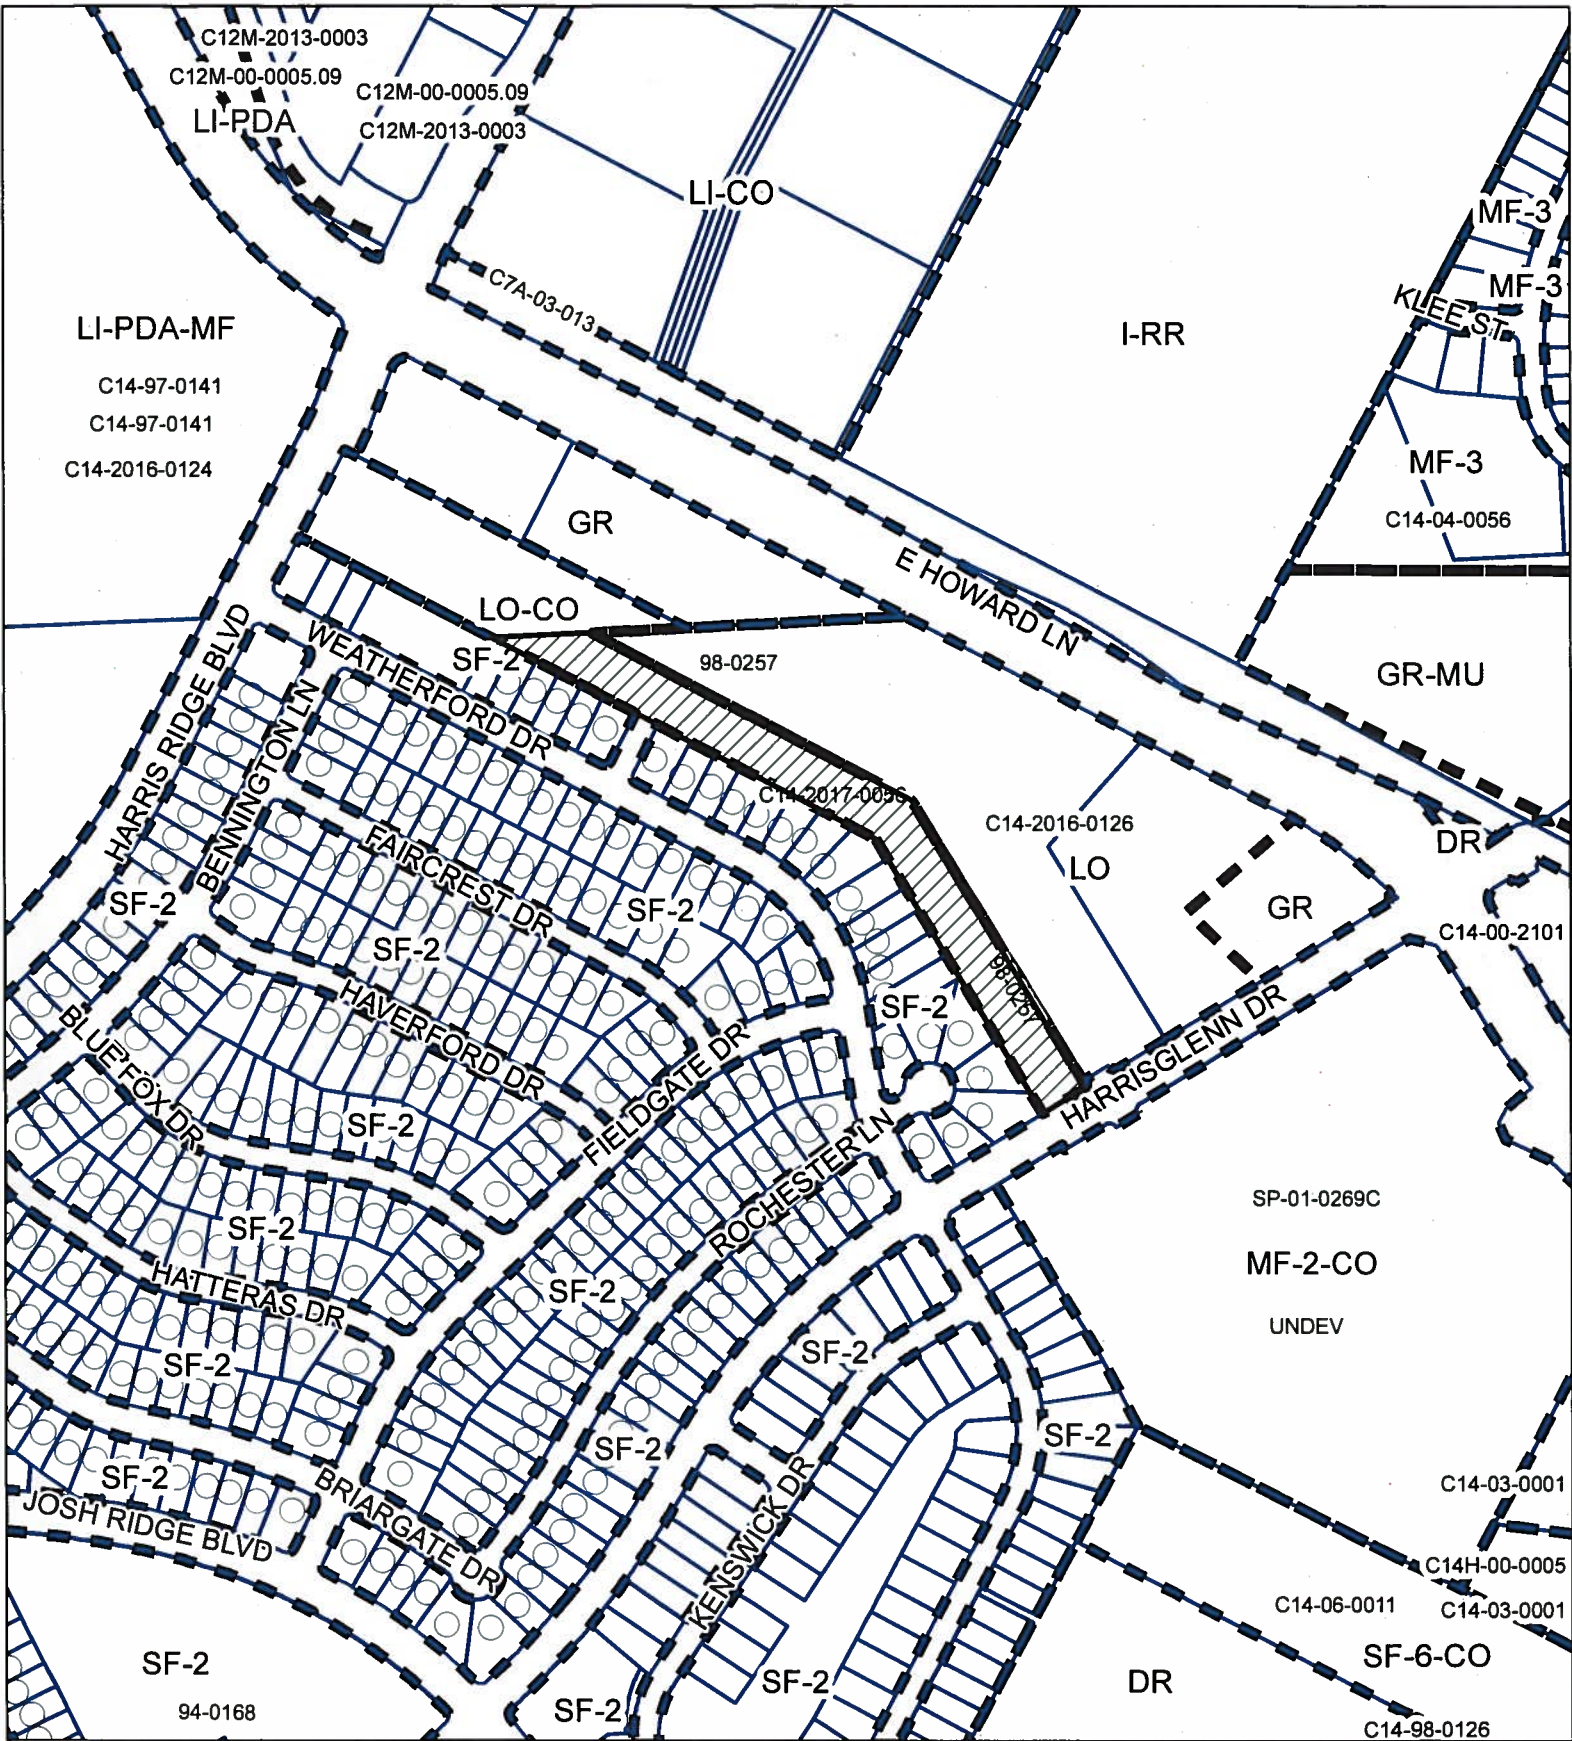 C12M-2013-0003
C12M-00-0005.09
C12M-00-0005.09
LI-PDA
C12M-2013-0003
LI-CO
MF-3
MF-3
KLEE ST
C7A-03-013
LI-PDA-MF
I-RR
C14-97-0141
C14-97-0141
C14-2016-0124
MF-3
C14-04-0056
GR
E HOWARD LN
LO-CO
WEATHERFORD DR
SF-2
98-0257
GR-MU
HARRIS RIDGE BLVD
BENNINGTON LN
C14-2017-0056
C14-2016-0126
LO
DR
FAIRCREST DR
SF-2
SF-2
GR
C14-00-2101
SF-2
98-0257
SF-2
HAVERFORD DR
BLUE FOX DR
FIELDGATE DR
HARRISGLENN DR
SF-2
ROCHESTER LN
SP-01-0269C
SF-2
MF-2-CO
HATTERAS DR
SF-2
UNDEV
SF-2
SF-2
SF-2
SF-2
SF-2
C14-03-0001
JOSH RIDGE BLVD
BRIARGATE DR
KENSWICK DR
C14H-00-0005
C14-06-0011
C14-03-0001
SF-2
SF-6-CO
SF-2
DR
94-0168
SF-2
C14-98-0126